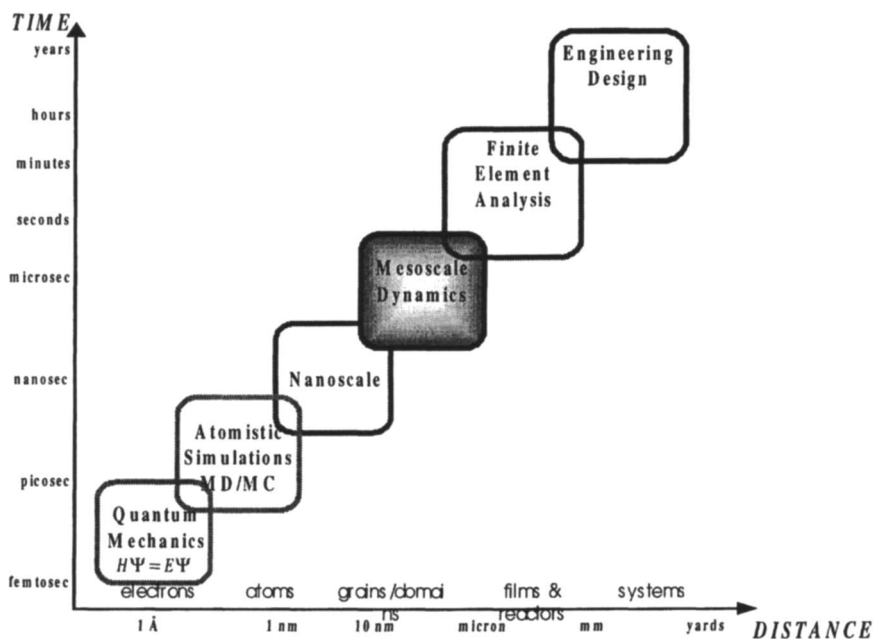 TIME
years
hours
minutes
seconds
microsec
nanosec
picosec
femtosec
Engineering
Design
Finite
Element
Analysis
Mesoscale
Dynamics
Nanoscale
Atomistic
Simulations
MD/MC
Quantum
Mechanics
HΨ = EΨ
electrons
atoms
grains/domai
ns
films &
reactors
systems
1 Å
1 nm
10 nm
micron
mm
yards
DISTANCE